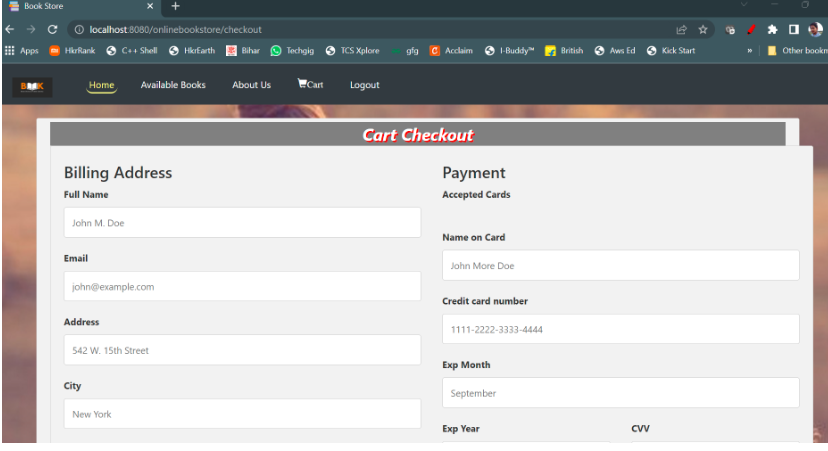 Book Store
localhost:8080/onlinebookstore/checkout
Apps HkrRank C++ Shell HkrEarth Bihar Techgig TCS Xplore gfg Acclaim I-Buddy™ British Aws Ed Kick Start » Other bookm
BOOK Home Available Books About Us Cart Logout
Cart Checkout
Billing Address
Full Name
John M. Doe
Email
john@example.com
Address
542 W. 15th Street
City
New York
Payment
Accepted Cards
Name on Card
John More Doe
Credit card number
1111-2222-3333-4444
Exp Month
September
Exp Year CVV